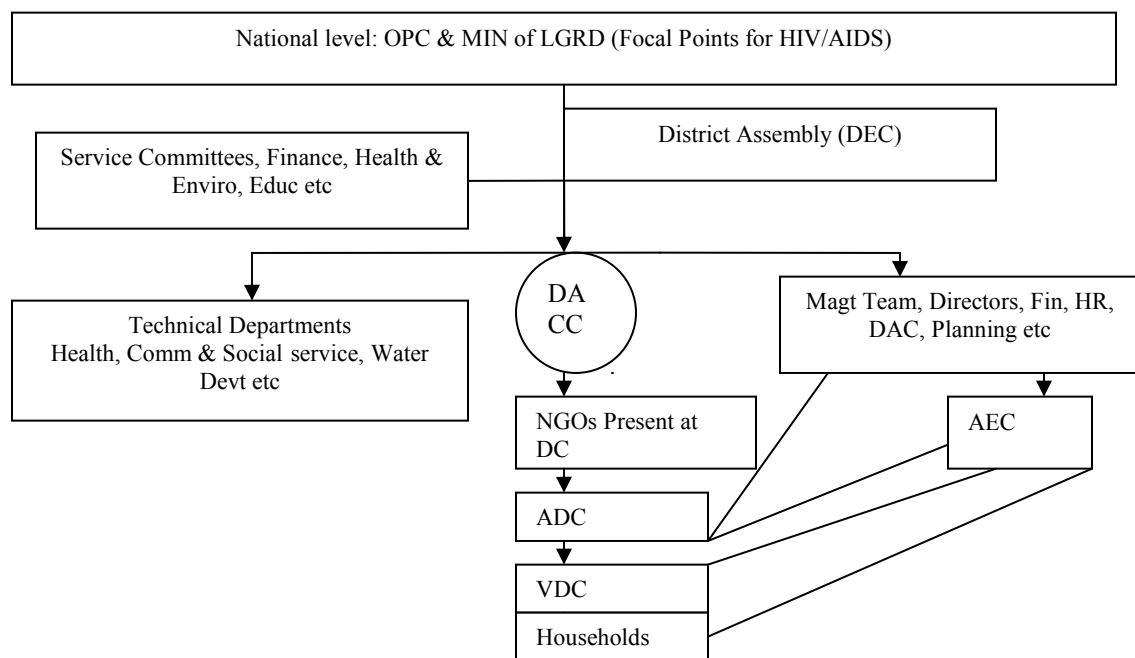 National level: OPC & MIN of LGRD (Focal Points for HIV/AIDS)
District Assembly (DEC)
Service Committees, Finance, Health &
Enviro, Educ etc
Technical Departments
Health, Comm & Social service, Water
Devt etc
DA
CC
Magt Team, Directors, Fin, HR,
DAC, Planning etc
NGOs Present at
DC
AEC
ADC
VDC
Households